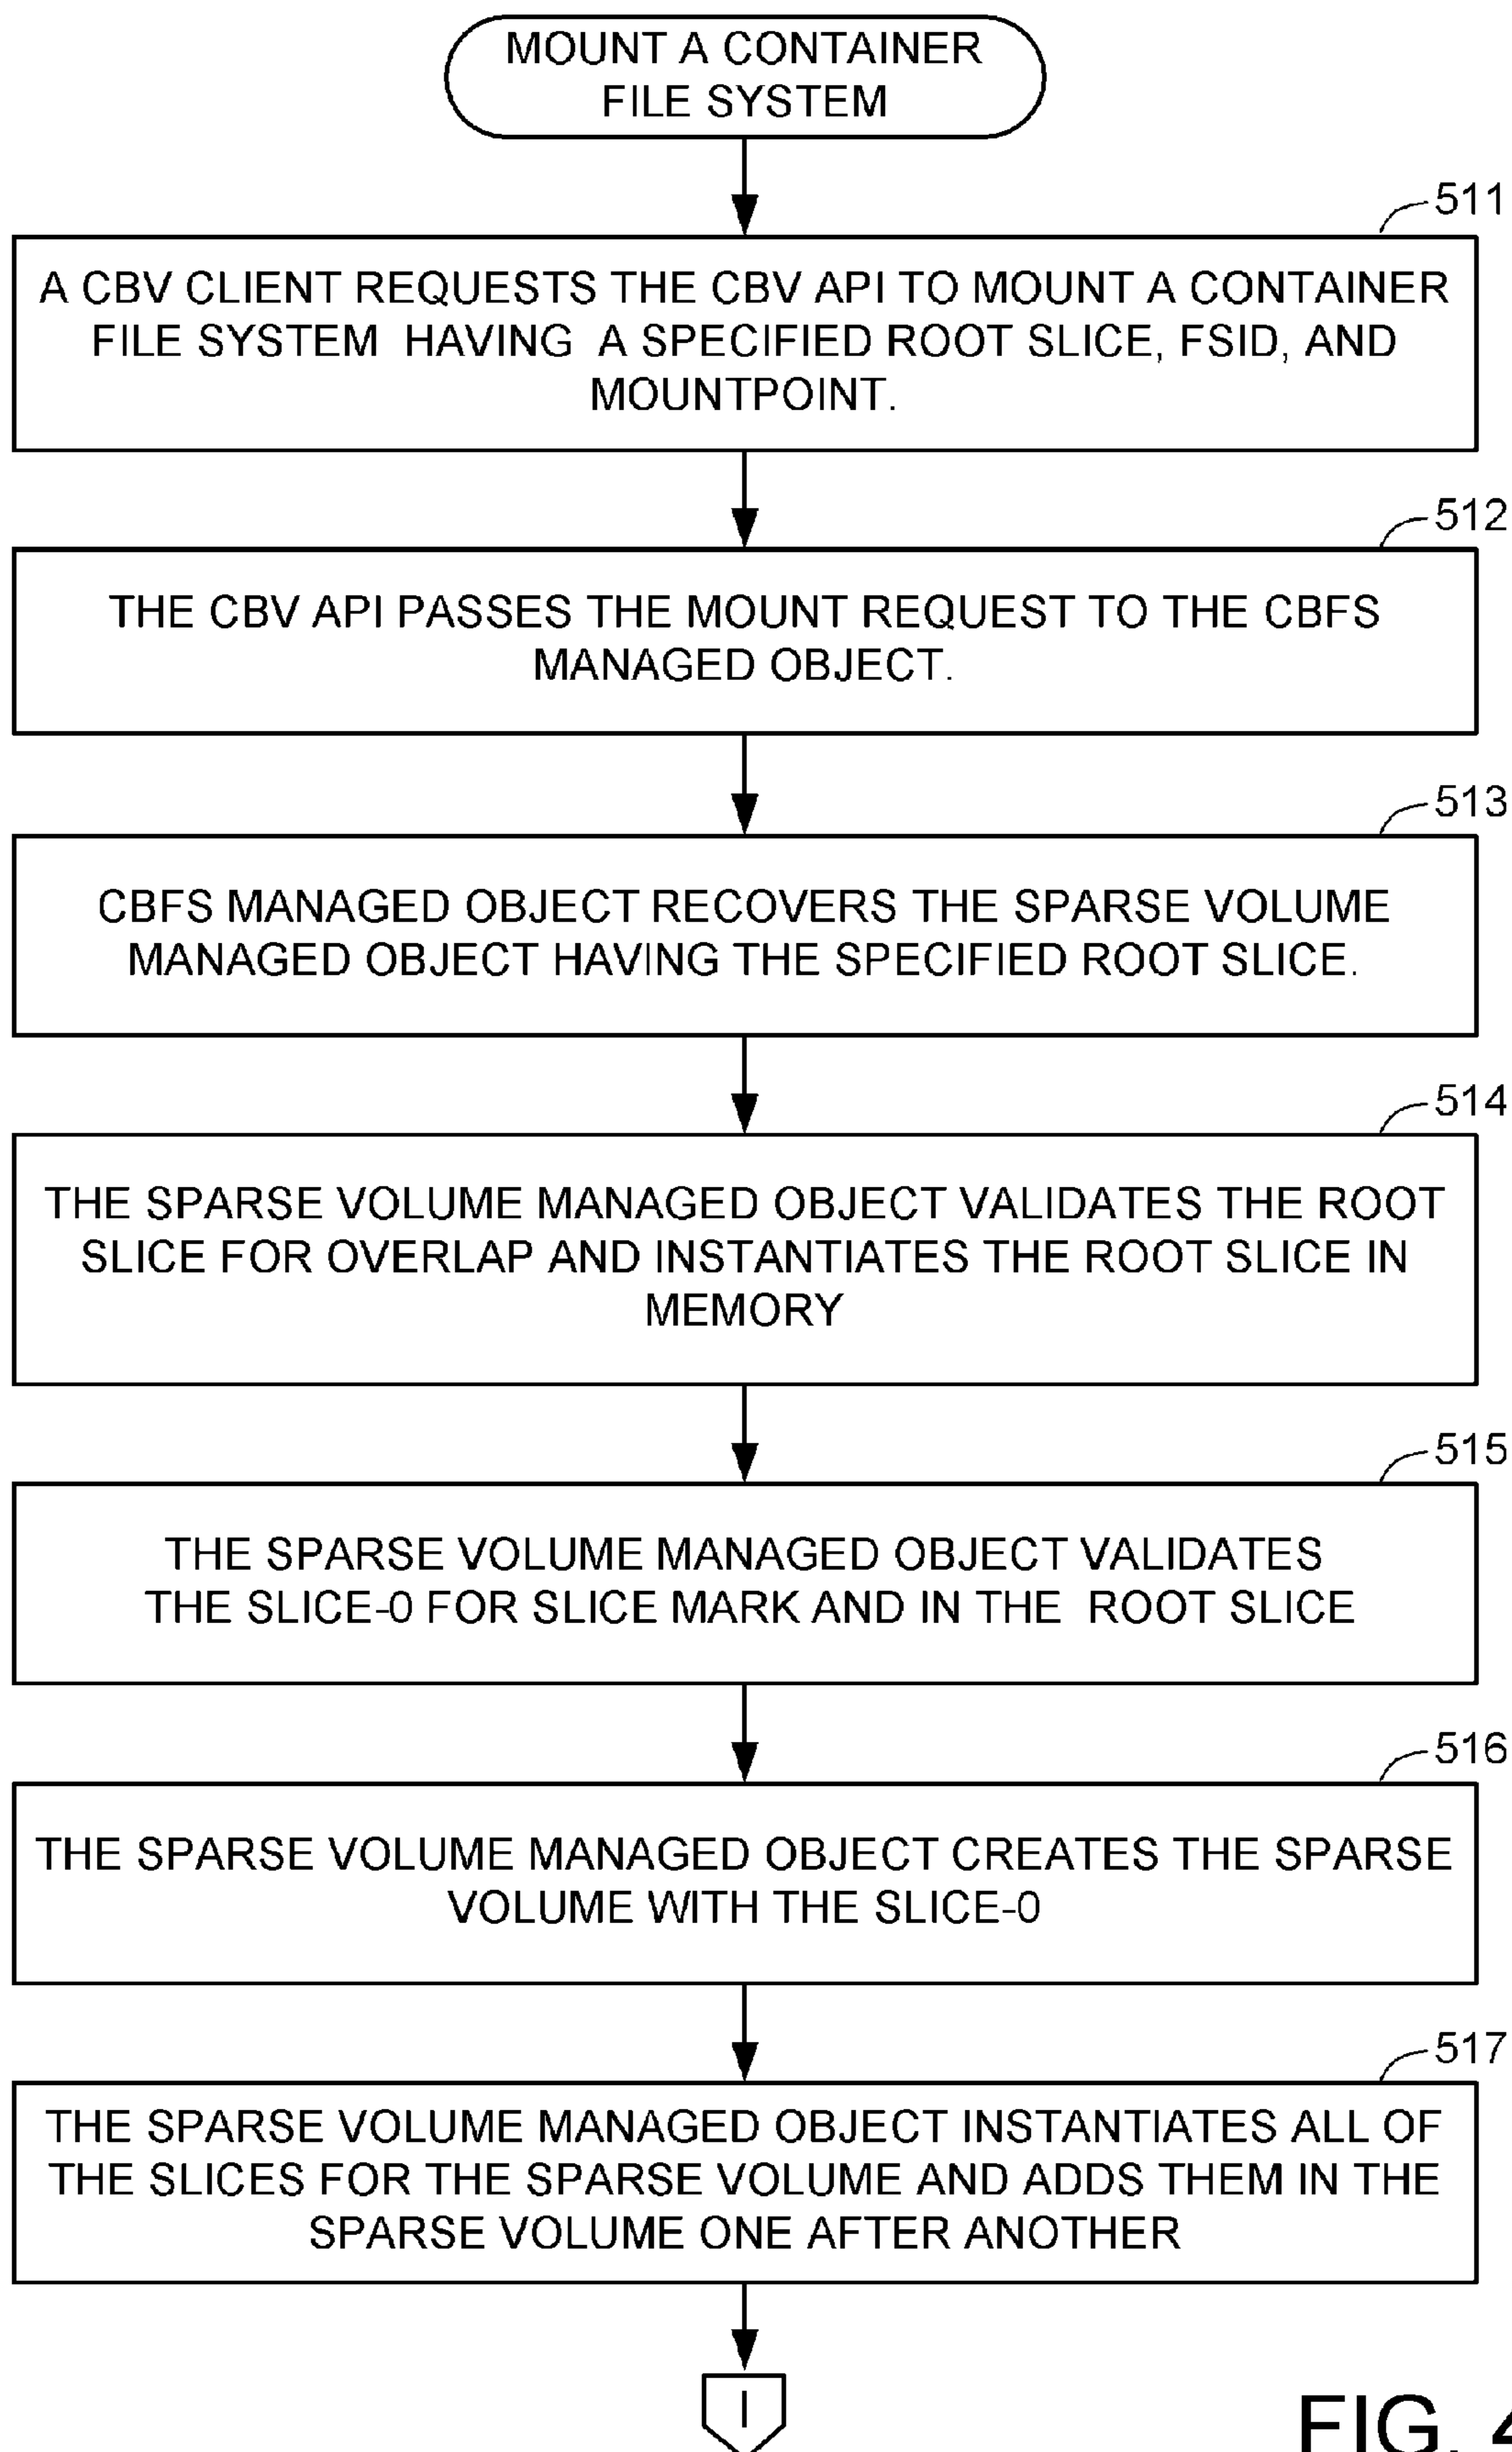 MOUNT A CONTAINER
FILE SYSTEM
511
A CBV CLIENT REQUESTS THE CBV API TO MOUNT A CONTAINER
FILE SYSTEM HAVING A SPECIFIED ROOT SLICE, FSID, AND
MOUNTPOINT.
512
THE CBV API PASSES THE MOUNT REQUEST TO THE CBFS
MANAGED OBJECT.
513
CBFS MANAGED OBJECT RECOVERS THE SPARSE VOLUME
MANAGED OBJECT HAVING THE SPECIFIED ROOT SLICE.
514
THE SPARSE VOLUME MANAGED OBJECT VALIDATES THE ROOT
SLICE FOR OVERLAP AND INSTANTIATES THE ROOT SLICE IN
MEMORY
515
THE SPARSE VOLUME MANAGED OBJECT VALIDATES
THE SLICE-0 FOR SLICE MARK AND IN THE ROOT SLICE
516
THE SPARSE VOLUME MANAGED OBJECT CREATES THE SPARSE
VOLUME WITH THE SLICE-0
517
THE SPARSE VOLUME MANAGED OBJECT INSTANTIATES ALL OF
THE SLICES FOR THE SPARSE VOLUME AND ADDS THEM IN THE
SPARSE VOLUME ONE AFTER ANOTHER
I
FIG.